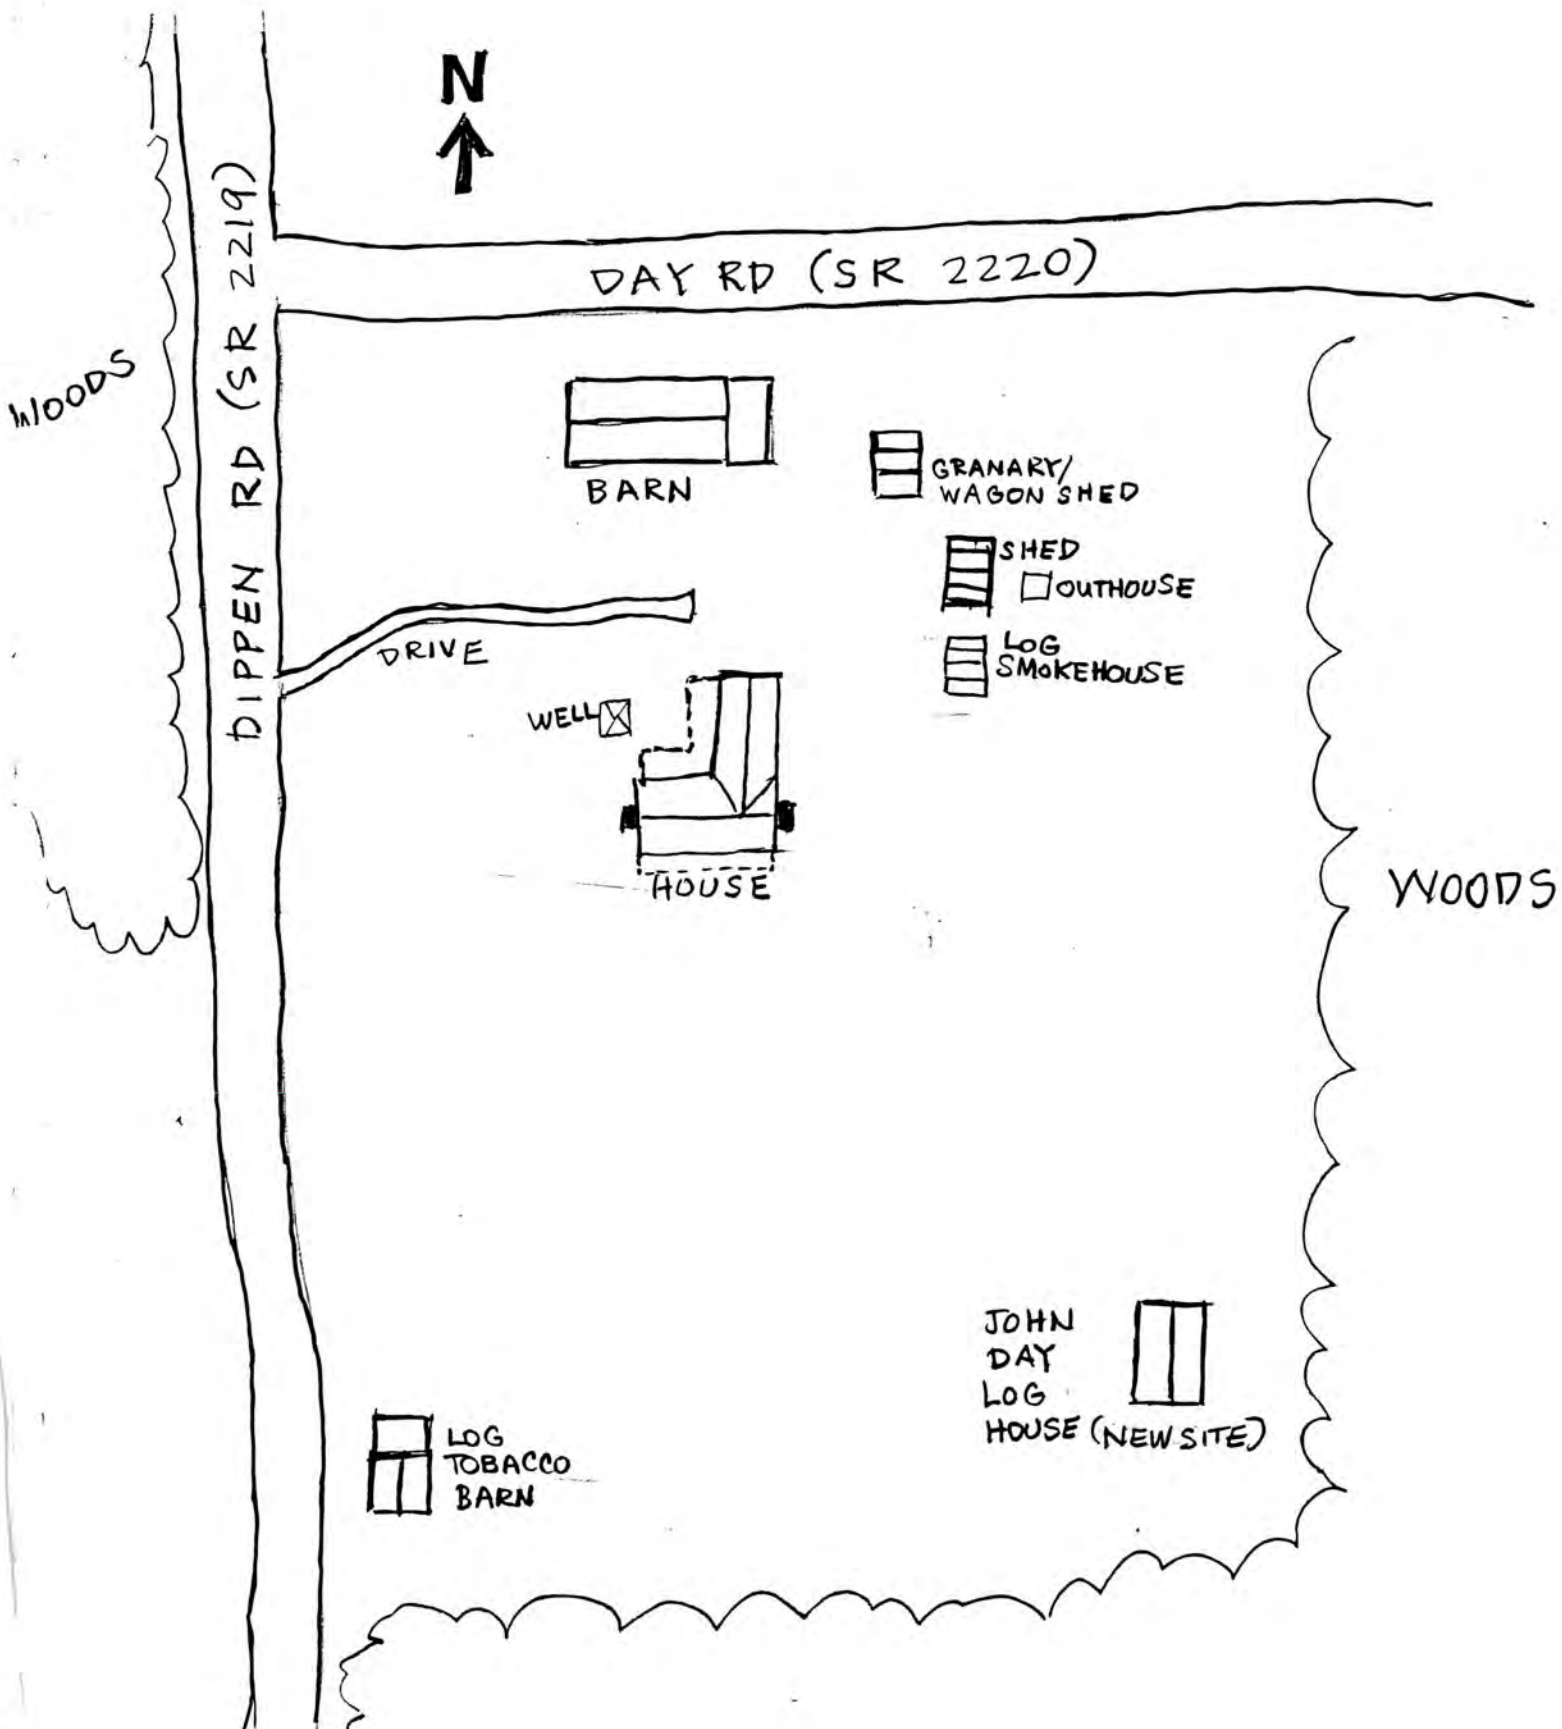 N
DAY RD (SR 2220)
DIPPEN RD (SR 2219)
WOODS
BARN
GRANARY/
WAGON SHED
SHED
OUTHOUSE
DRIVE
LOG
SMOKEHOUSE
WELL
HOUSE
WOODS
JOHN
DAY
LOG
HOUSE (NEW SITE)
LOG
TOBACCO
BARN